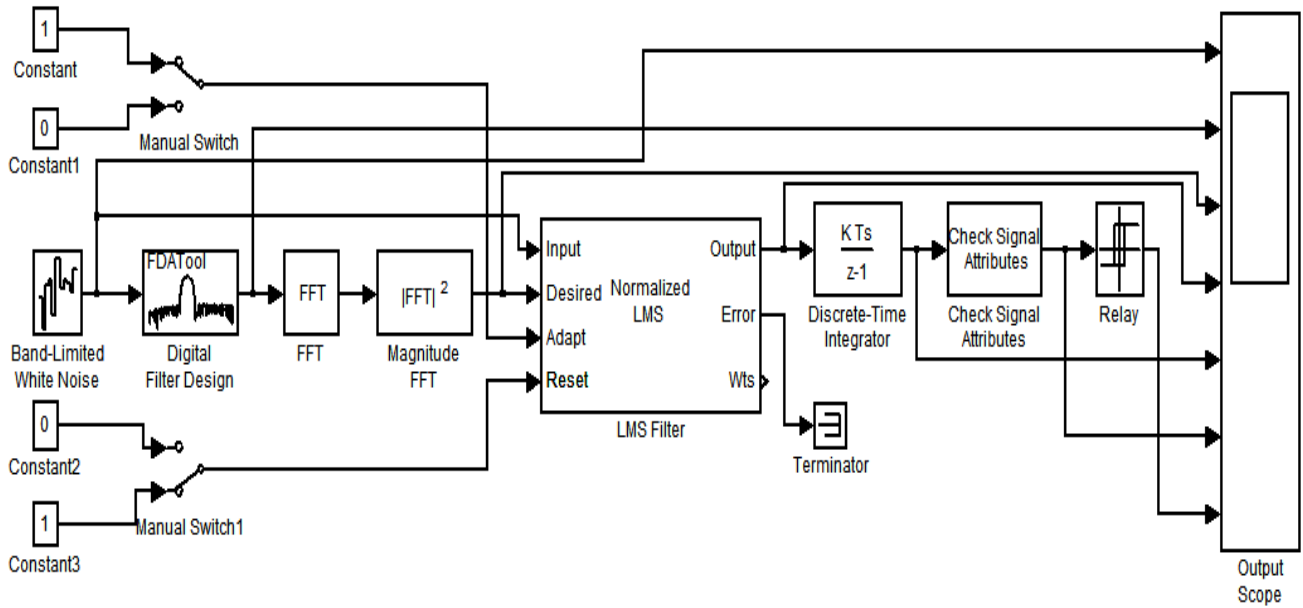 1
Constant
0
Constant1
Manual Switch
Band-Limited
White Noise
FDATool
Digital
Filter Design
FFT
FFT
|FFT| 2
Magnitude
FFT
Input
Desired
Adapt
Reset
Normalized
LMS
Output
Error
Wts
LMS Filter
K Ts
z-1
Discrete-Time
Integrator
Check Signal
Attributes
Check Signal
Attributes
Relay
Terminator
0
Constant2
1
Constant3
Manual Switch1
Output
Scope